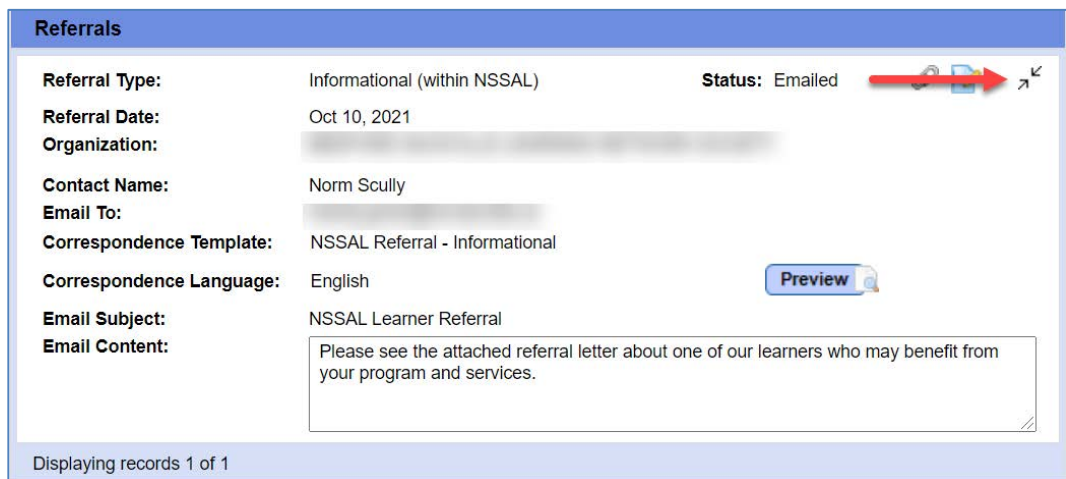 Referrals
Referral Type: Informational (within NSSAL) Status: Emailed
Referral Date: Oct 10, 2021
Organization:
Contact Name: Norm Scully
Email To:
Correspondence Template: NSSAL Referral - Informational
Correspondence Language: English Preview
Email Subject: NSSAL Learner Referral
Email Content: Please see the attached referral letter about one of our learners who may benefit from
your program and services.
Displaying records 1 of 1